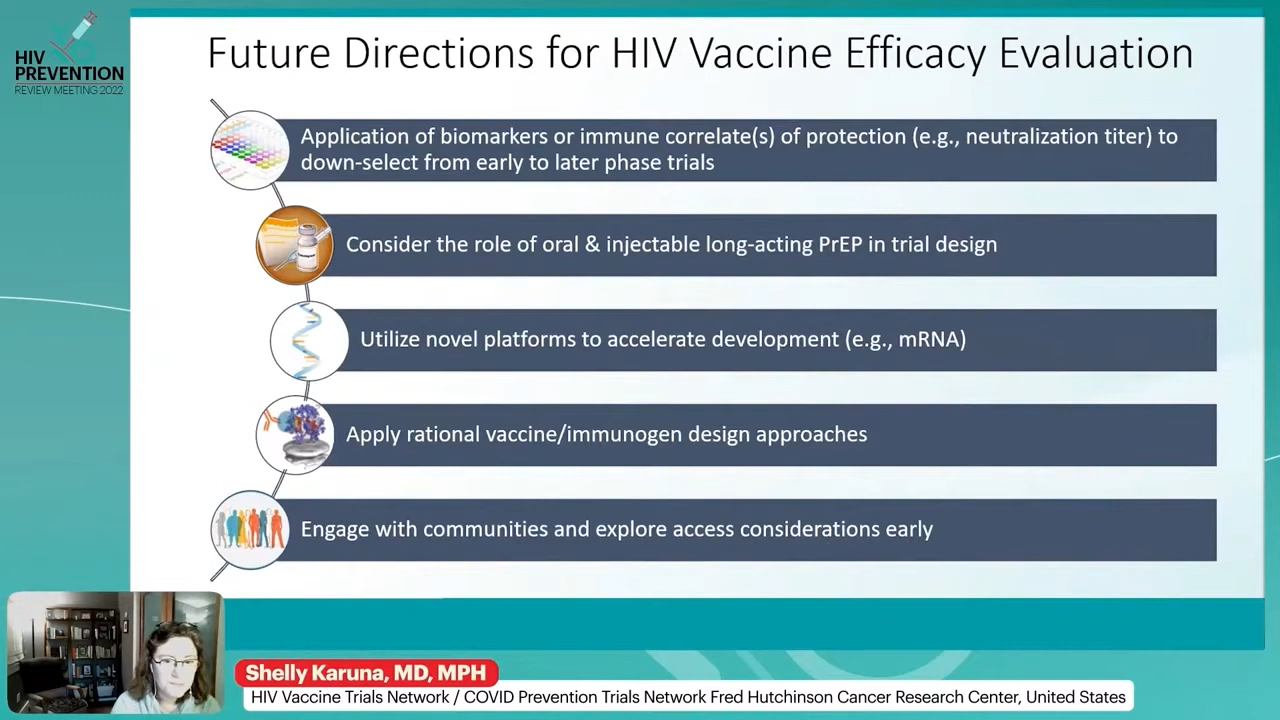 HIV
PREVENTION
REVIEW MEETING 2022
Future Directions for HIV Vaccine Efficacy Evaluation
Application of biomarkers or immune correlate(s) of protection (e.g., neutralization titer) to
down-select from early to later phase trials
Consider the role of oral & injectable long-acting PrEP in trial design
Utilize novel platforms to accelerate development (e.g., mRNA)
Apply rational vaccine/immunogen design approaches
Engage with communities and explore access considerations early
Shelly Karuna, MD, MPH
HIV Vaccine Trials Network / COVID Prevention Trials Network Fred Hutchinson Cancer Research Center, United States